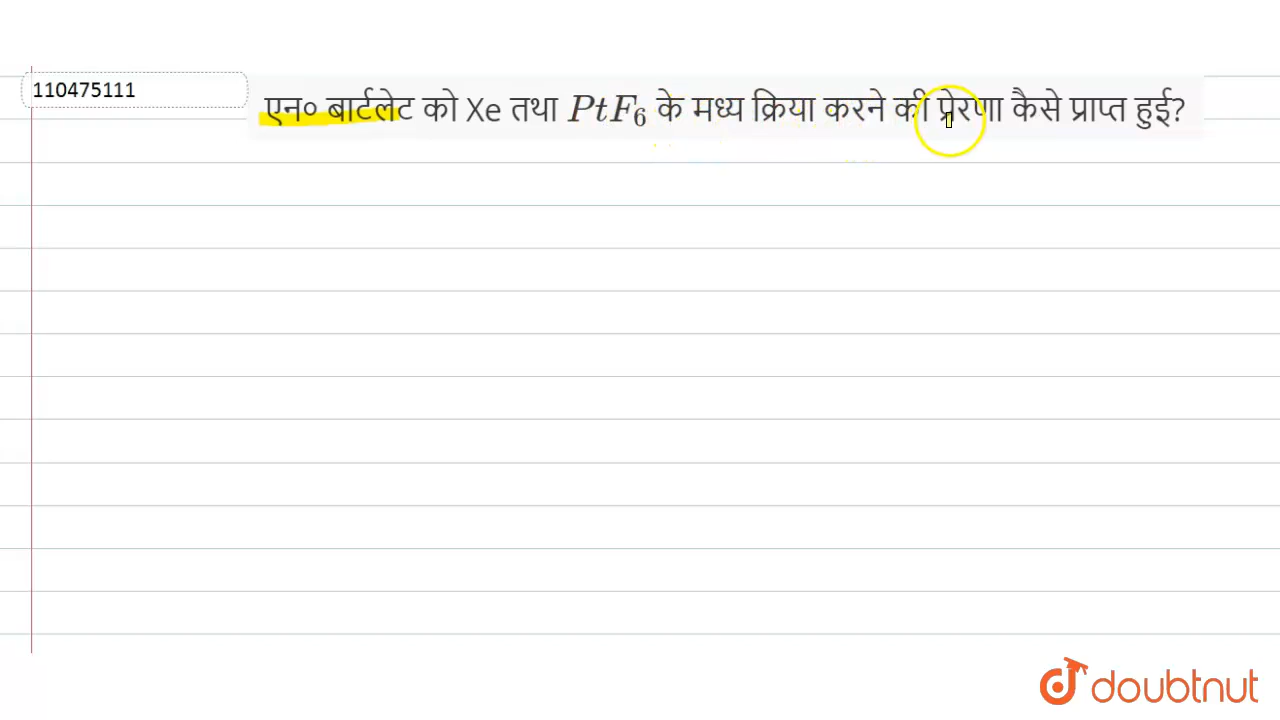 110475111
एन० बार्टलेट को Xe तथा PtF₆ के मध्य क्रिया करने की प्रेरणा कैसे प्राप्त हुई?
doubtnut